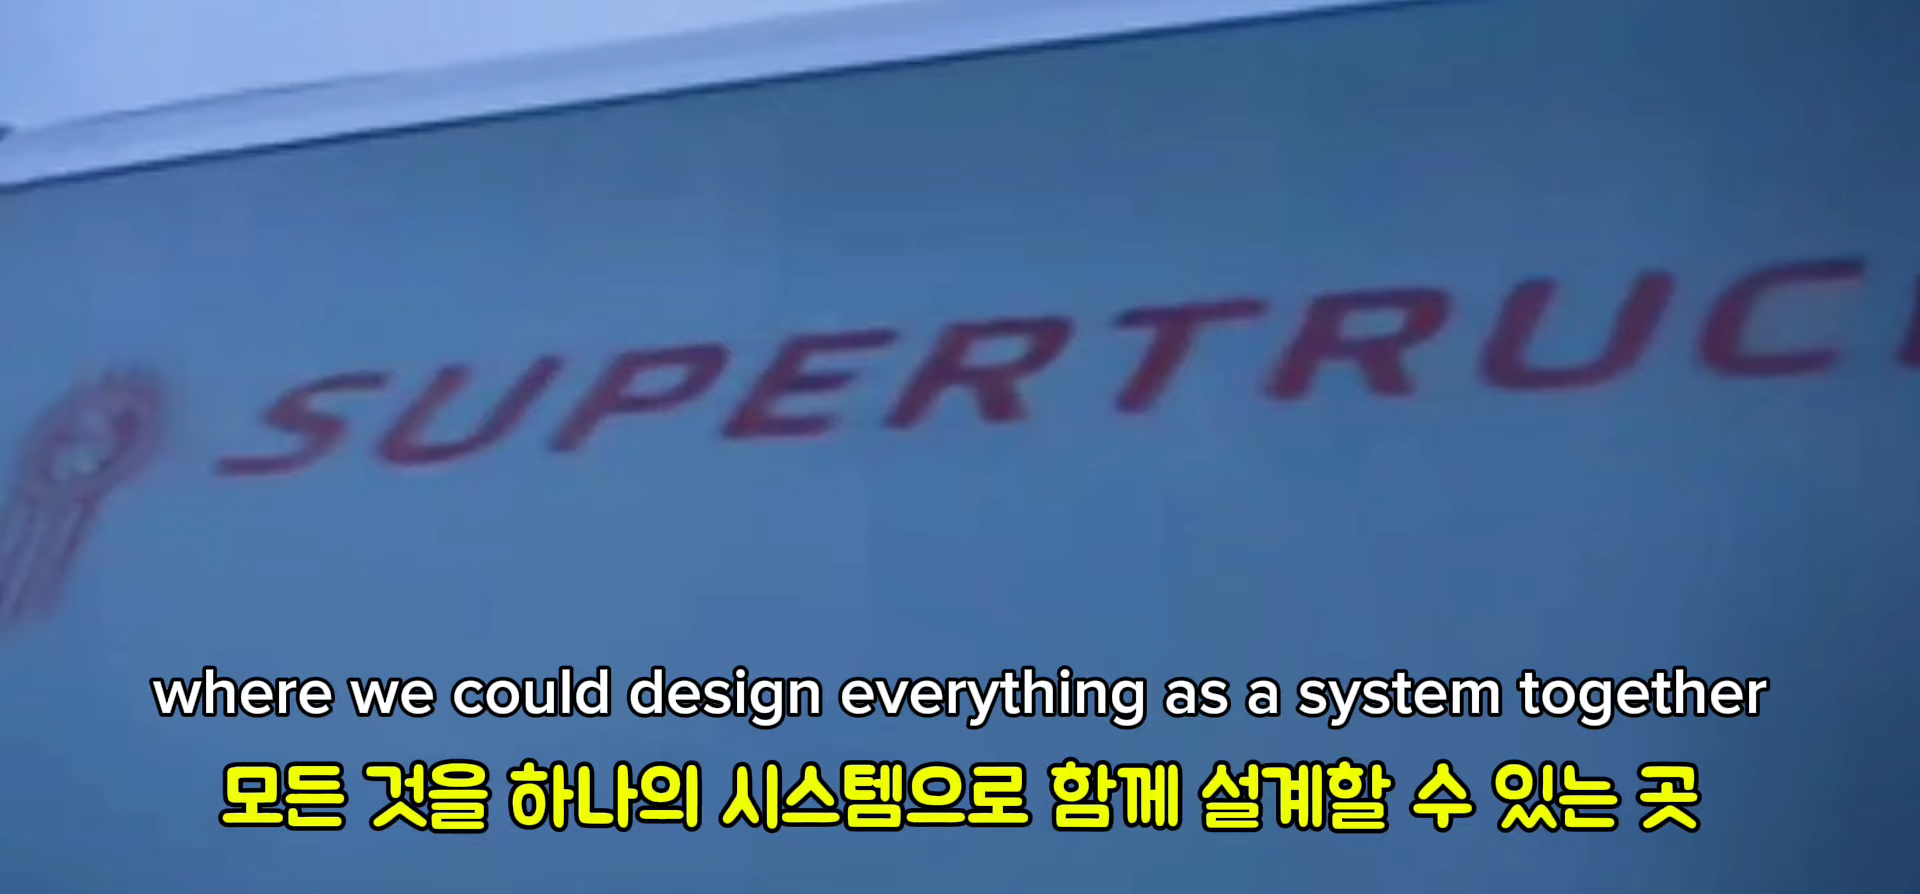 SUPERTRUC
where we could design everything as a system together
모든 것을 하나의 시스템으로 함께 설계할 수 있는 곳